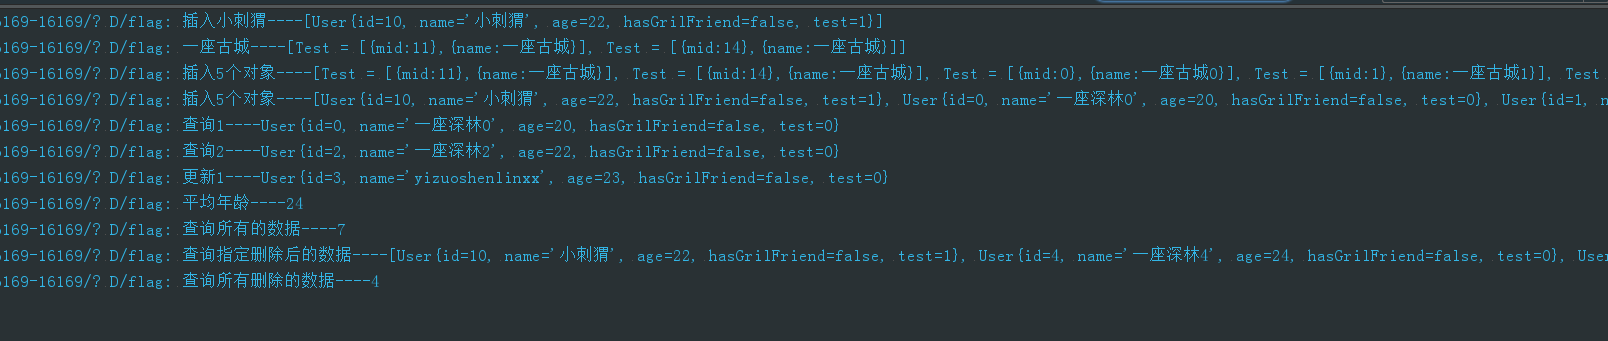 6169-16169/? D/flag: 插入小刺猬----[User{id=10, name='小刺猬', age=22, hasGrilFriend=false, test=1}]
6169-16169/? D/flag: 一座古城----[Test = [{mid:11},{name:一座古城}], Test = [{mid:14},{name:一座古城}]]
6169-16169/? D/flag: 插入5个对象----[Test = [{mid:11},{name:一座古城}], Test = [{mid:14},{name:一座古城}], Test = [{mid:0},{name:一座古城0}], Test = [{mid:1},{name:一座古城1}], Test
6169-16169/? D/flag: 插入5个对象----[User{id=10, name='小刺猬', age=22, hasGrilFriend=false, test=1}, User{id=0, name='一座深林0', age=20, hasGrilFriend=false, test=0}, User{id=1, n
6169-16169/? D/flag: 查询1----User{id=0, name='一座深林0', age=20, hasGrilFriend=false, test=0}
6169-16169/? D/flag: 查询2----User{id=2, name='一座深林2', age=22, hasGrilFriend=false, test=0}
6169-16169/? D/flag: 更新1----User{id=3, name='yizuoshenlinxx', age=23, hasGrilFriend=false, test=0}
6169-16169/? D/flag: 平均年龄----24
6169-16169/? D/flag: 查询所有的数据----7
6169-16169/? D/flag: 查询指定删除后的数据----[User{id=10, name='小刺猬', age=22, hasGrilFriend=false, test=1}, User{id=4, name='一座深林4', age=24, hasGrilFriend=false, test=0}, Use
6169-16169/? D/flag: 查询所有删除的数据----4